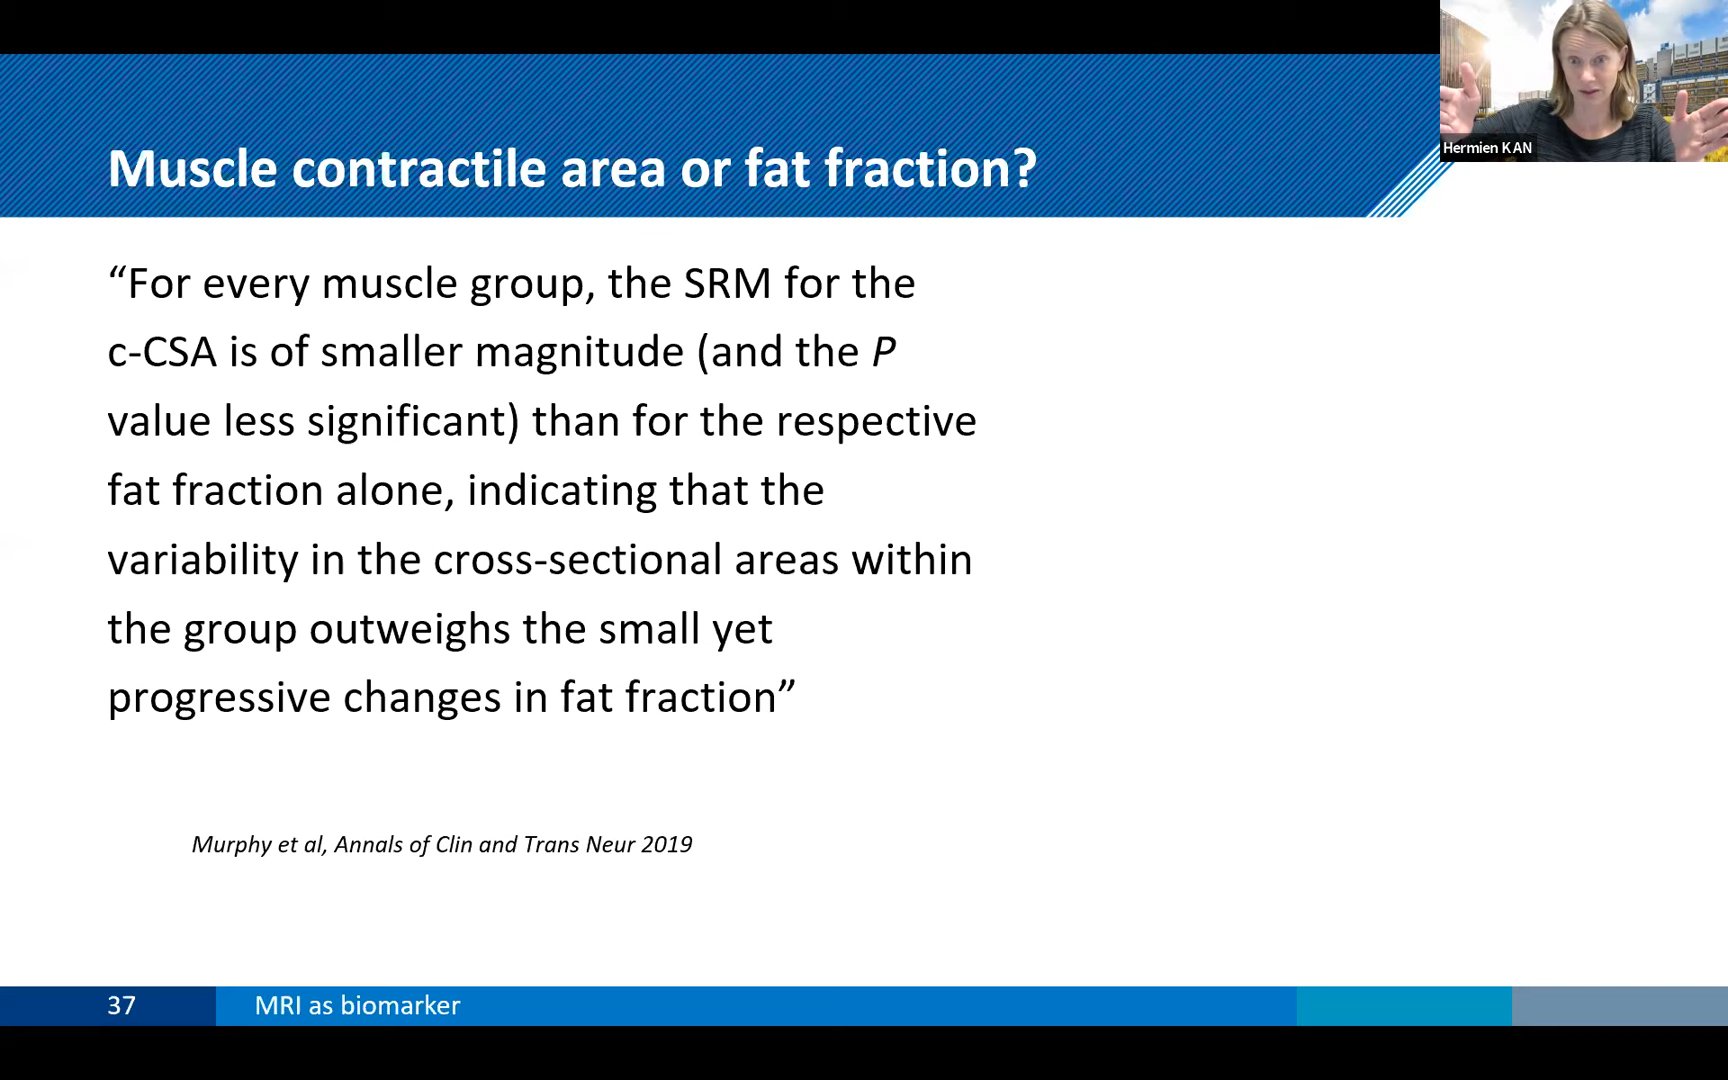 Hermien KAN
Muscle contractile area or fat fraction?
“For every muscle group, the SRM for the
c-CSA is of smaller magnitude (and the P
value less significant) than for the respective
fat fraction alone, indicating that the
variability in the cross-sectional areas within
the group outweighs the small yet
progressive changes in fat fraction”
Murphy et al, Annals of Clin and Trans Neur 2019
37 MRI as biomarker